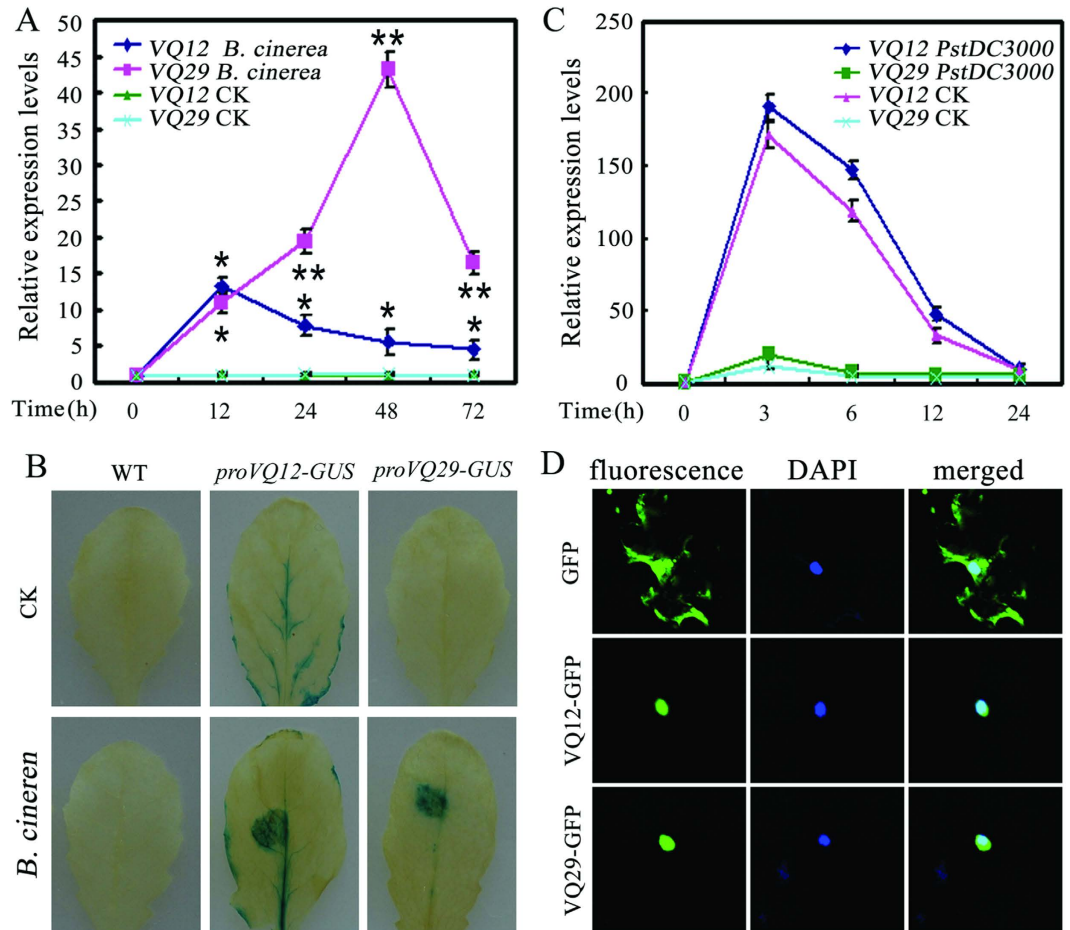 A
Relative expression levels
50
45
40
35
30
25
20
15
10
5
0
VQ12 B. cinerea
VQ29 B. cinerea
VQ12 CK
VQ29 CK
**
*
*
**
*
*
**
*
Time(h) 0 12 24 48 72
C
Relative expression levels
250
200
150
100
50
0
VQ12 PstDC3000
VQ29 PstDC3000
VQ12 CK
VQ29 CK
Time(h) 0 3 6 12 24
B
WT proVQ12-GUS proVQ29-GUS
CK
B. cineren
D
fluorescence DAPI merged
GFP
VQ12-GFP
VQ29-GFP